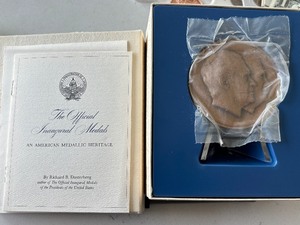 The Official
Inaugural Medals
AN AMERICAN MEDALLIC HERITAGE
By Richard B. Dusterberg
author of The Official Inaugural Medals
of the Presidents of the United States